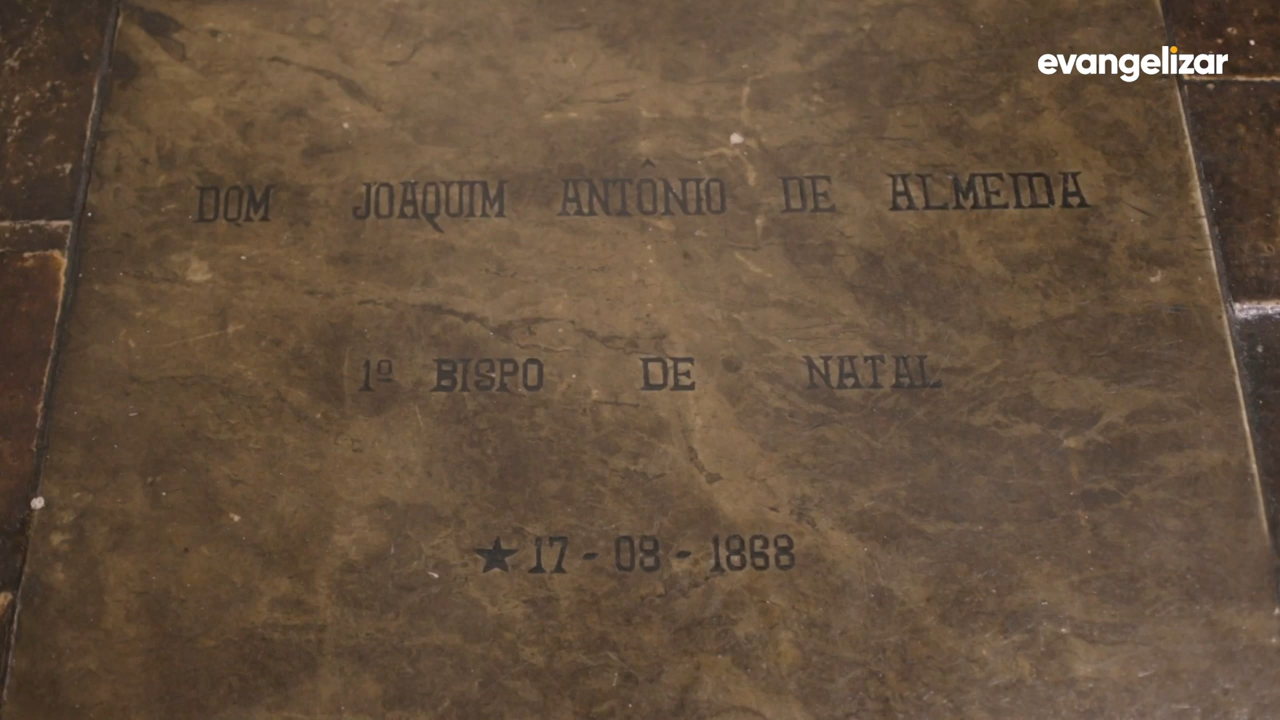 evangelizar
DOM JOAQUIM ANTÔNIO DE ALMEIDA
1º BISPO DE NATAL
★ 17 - 08 - 1868